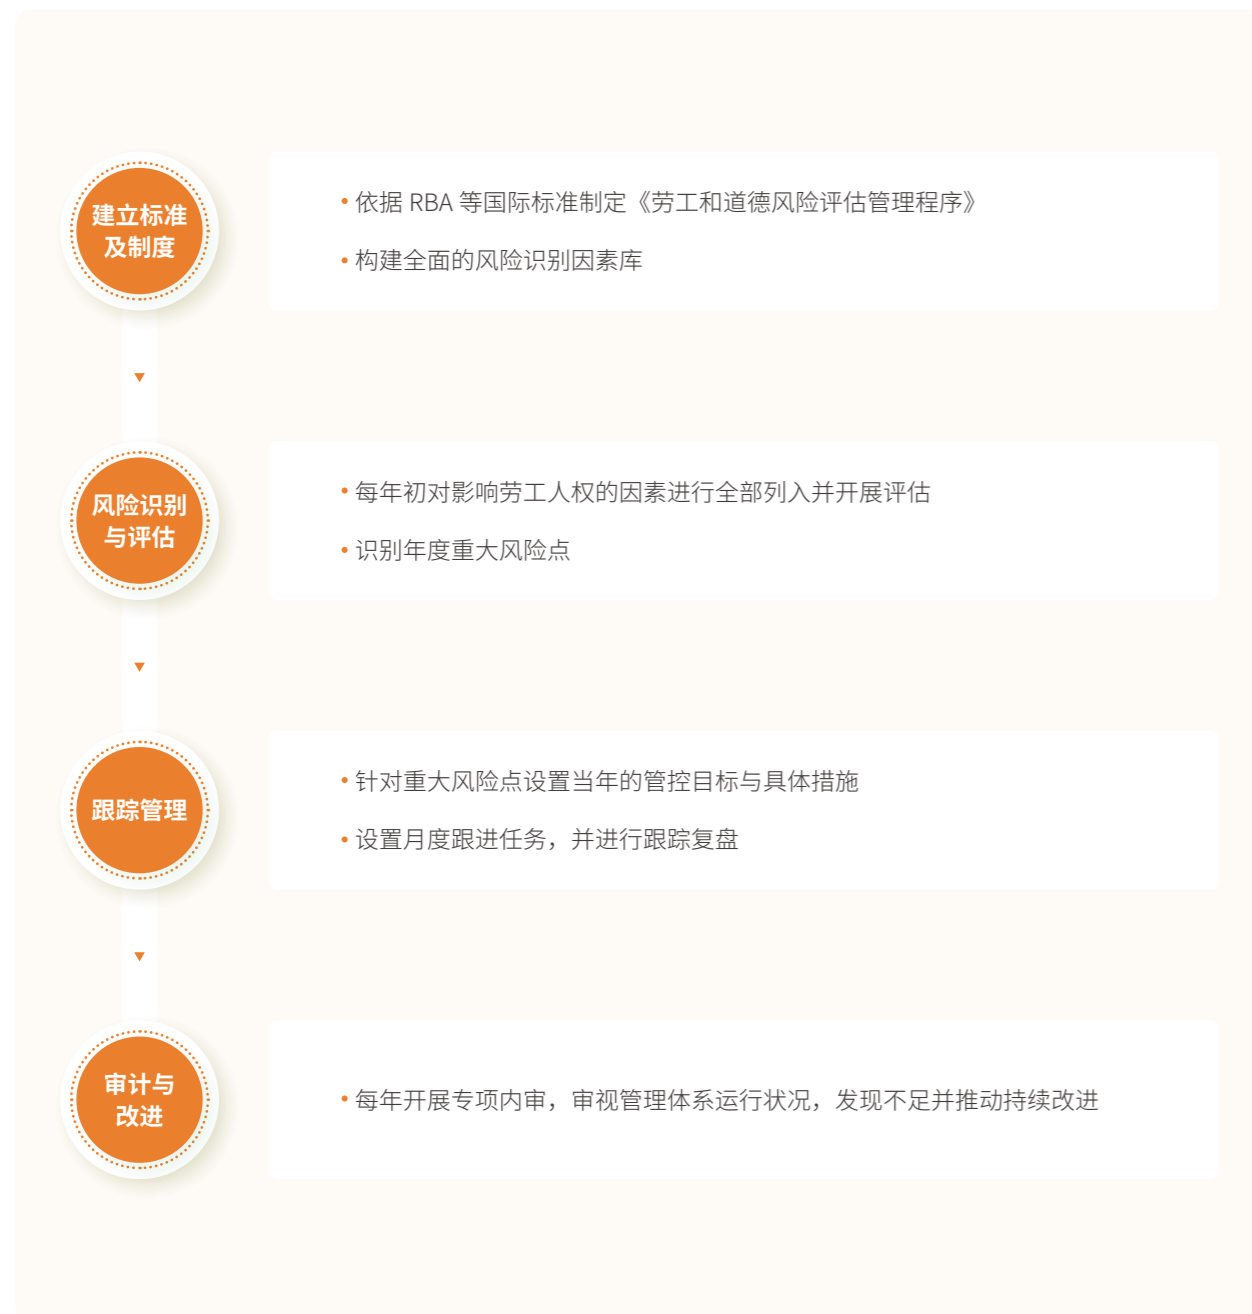 建立标准
及制度
• 依据 RBA 等国际标准制定《劳工和道德风险评估管理程序》
• 构建全面的风险识别因素库
风险识别
与评估
• 每年初对影响劳工人权的因素进行全部列入并开展评估
• 识别年度重大风险点
跟踪管理
• 针对重大风险点设置当年的管控目标与具体措施
• 设置月度跟进任务，并进行跟踪复盘
审计与
改进
• 每年开展专项内审，审视管理体系运行状况，发现不足并推动持续改进